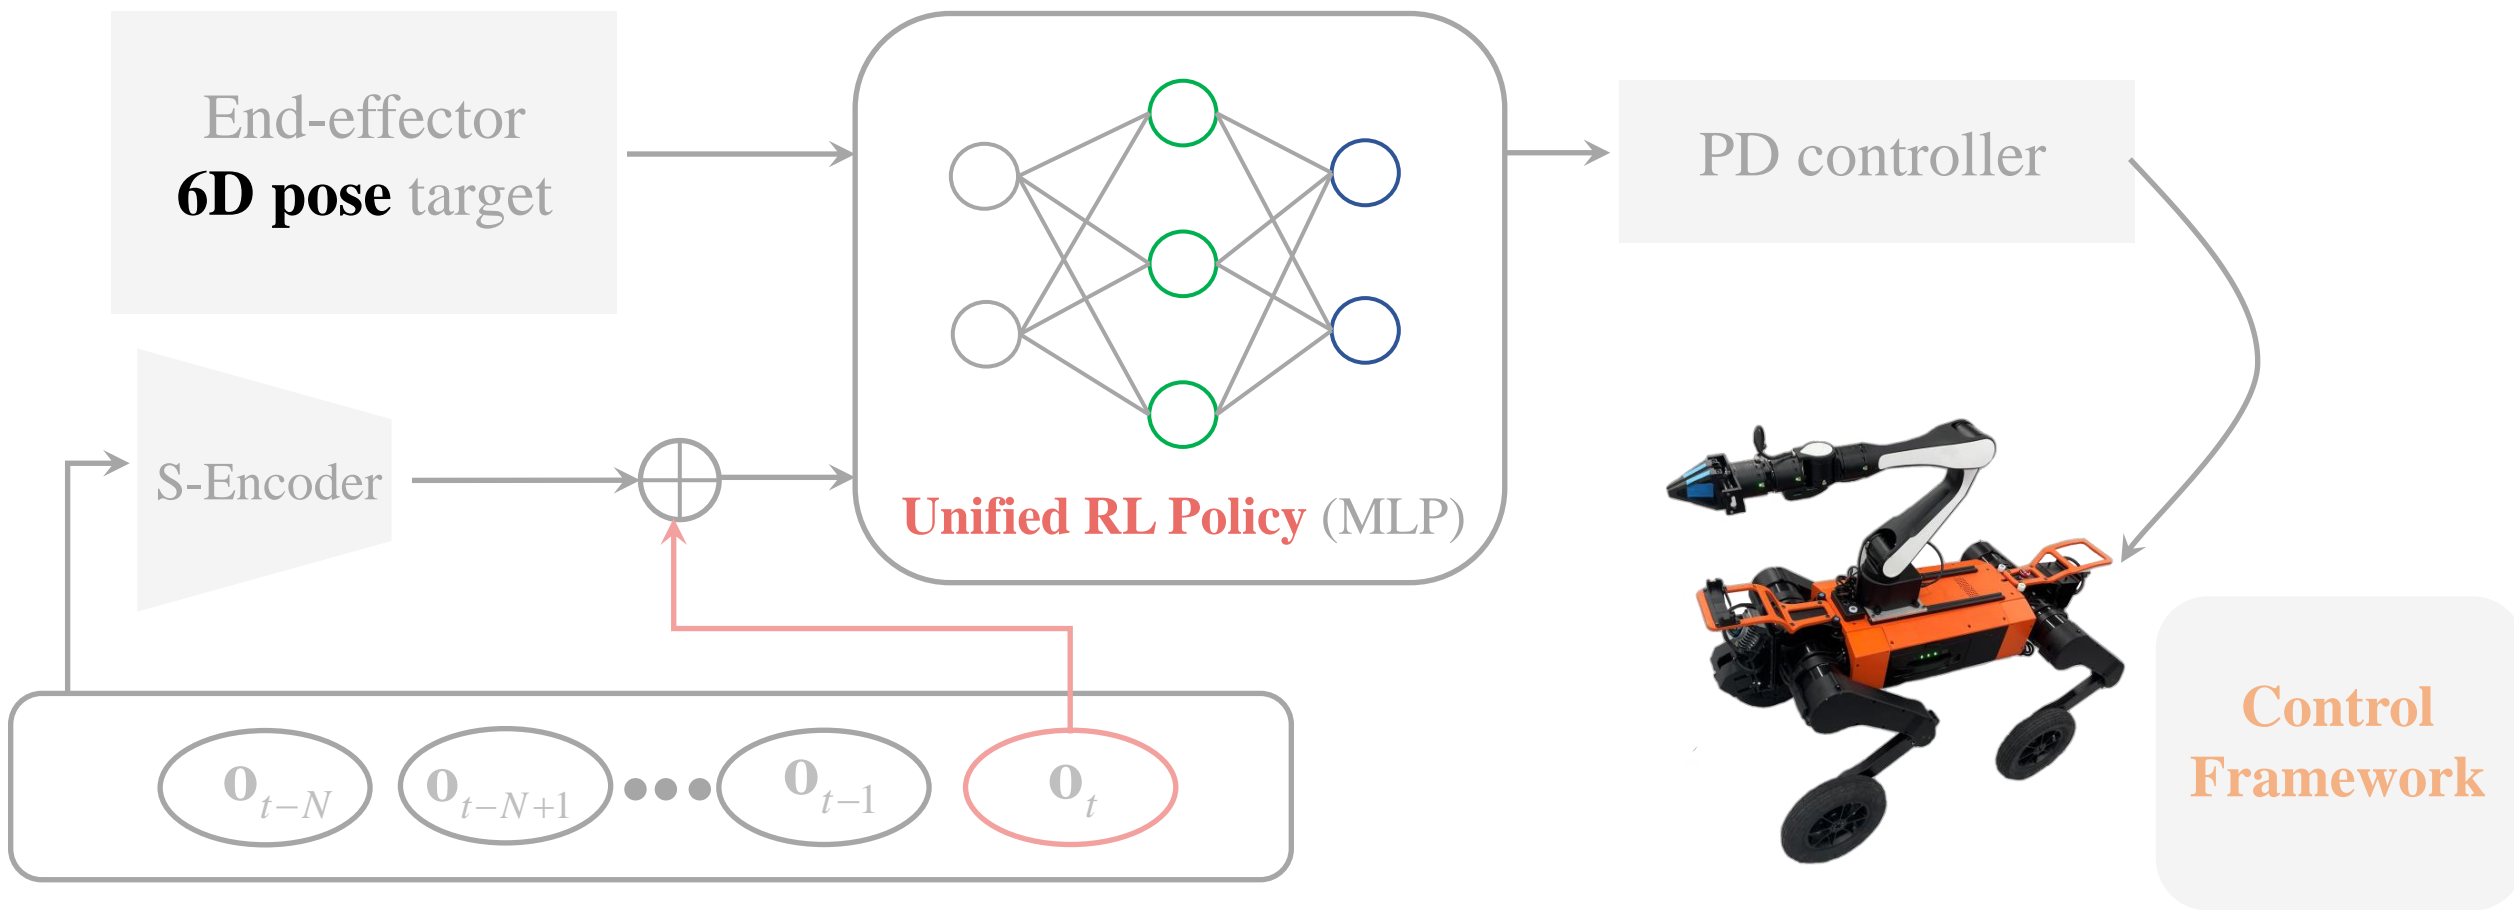 End-effector
6D pose target
S-Encoder
Unified RL Policy (MLP)
PD controller
o_{t-N}
o_{t-N+1}
o_{t-1}
o_t
Control
Framework